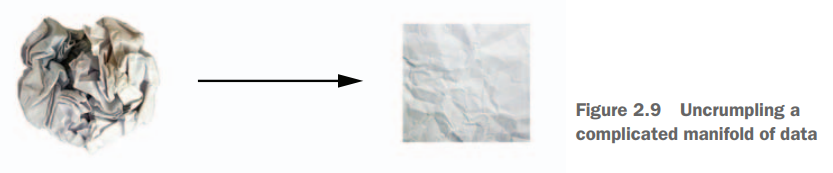 Figure 2.9 Uncrumpling a
complicated manifold of data